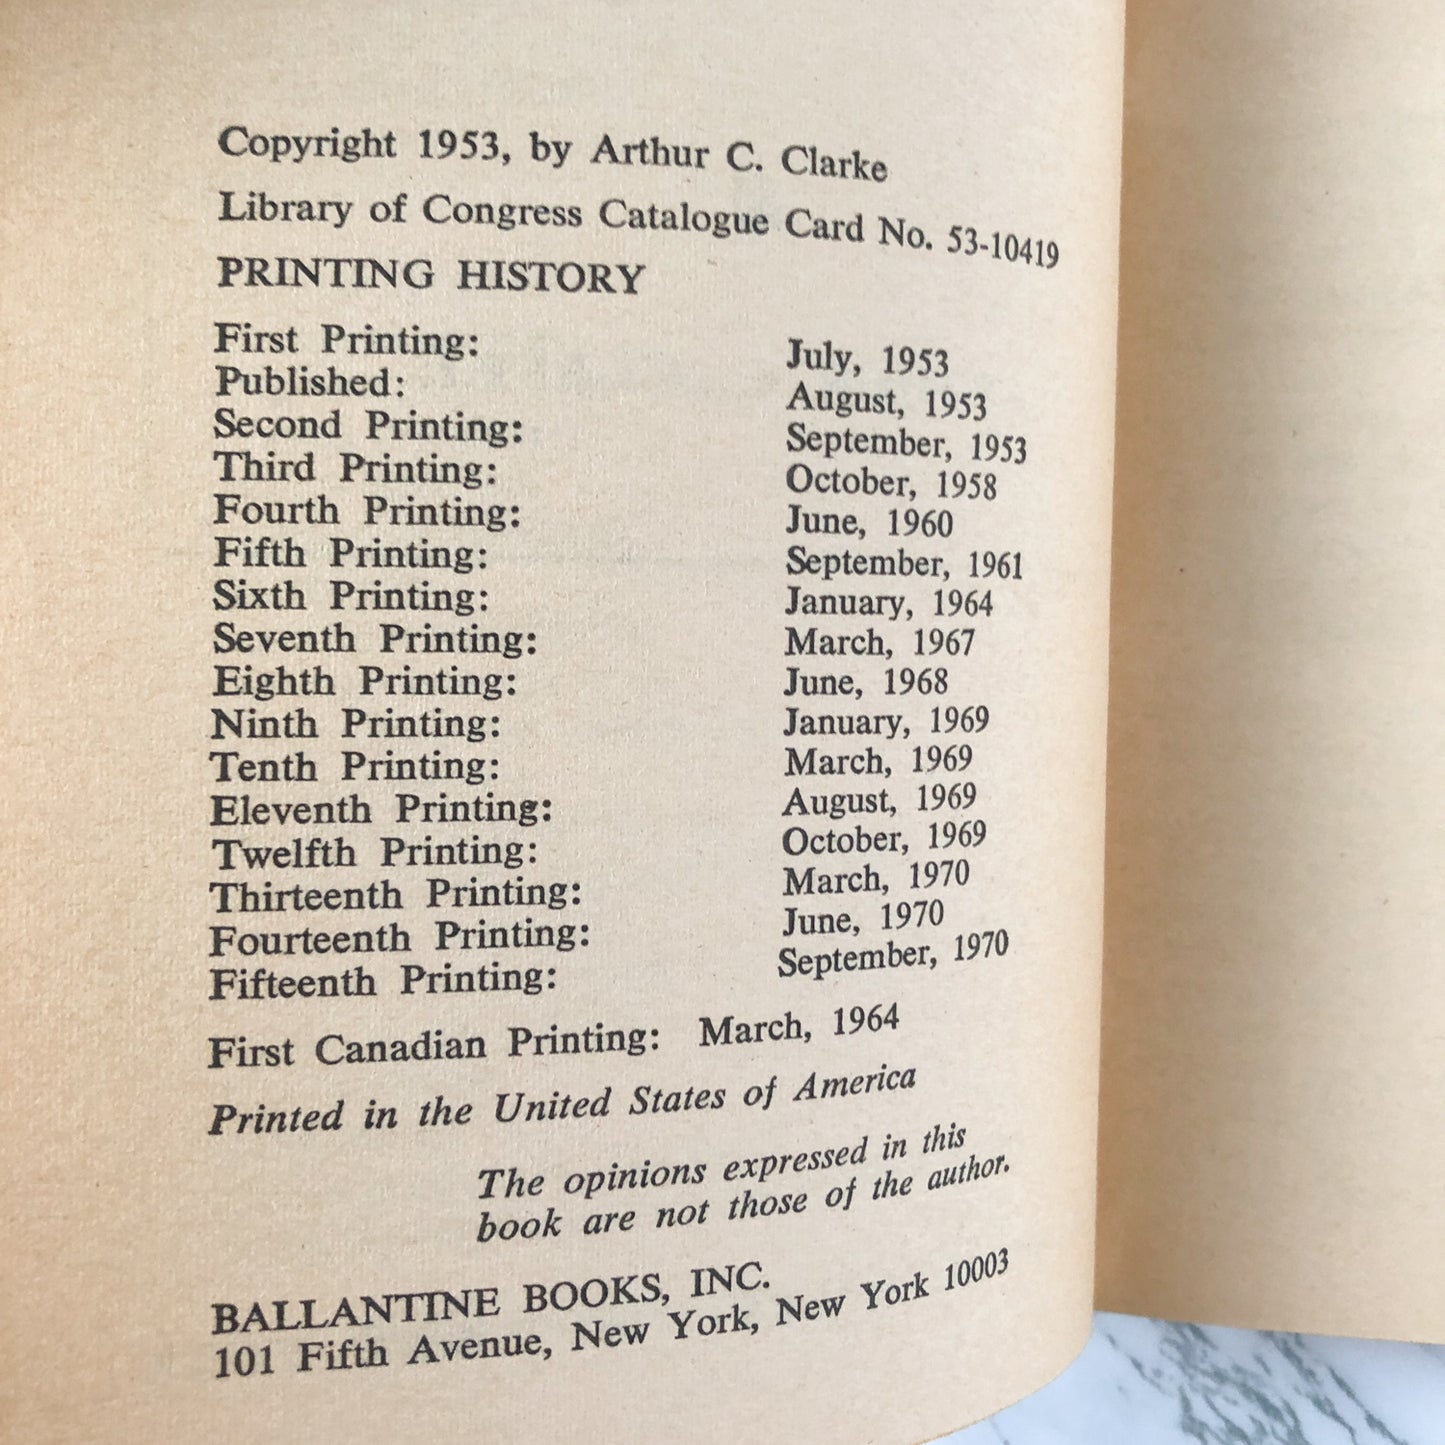 Copyright 1953, by Arthur C. Clarke
Library of Congress Catalogue Card No. 53-10419
PRINTING HISTORY
First Printing: July, 1953
Published: August, 1953
Second Printing: September, 1953
Third Printing: October, 1958
Fourth Printing: June, 1960
Fifth Printing: September, 1961
Sixth Printing: January, 1964
Seventh Printing: March, 1967
Eighth Printing: June, 1968
Ninth Printing: January, 1969
Tenth Printing: March, 1969
Eleventh Printing: August, 1969
Twelfth Printing: October, 1969
Thirteenth Printing: March, 1970
Fourteenth Printing: June, 1970
Fifteenth Printing: September, 1970
First Canadian Printing: March, 1964
Printed in the United States of America
The opinions expressed in this
book are not those of the author.
BALLANTINE BOOKS, INC.
101 Fifth Avenue, New York, New York 10003